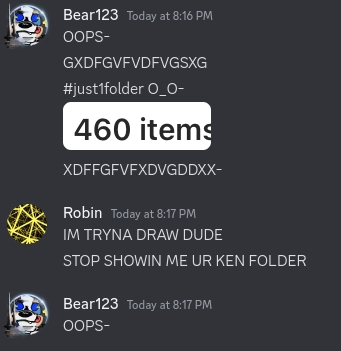 Bear123 Today at 8:16 PM
OOPS-
GXDFGVFVDFVGSXG
#just1folder O_O-
460 items
XDFFGFVFXDVGDDXX-
Robin Today at 8:17 PM
IM TRYNA DRAW DUDE
STOP SHOWIN ME UR KEN FOLDER
Bear123 Today at 8:17 PM
OOPS-